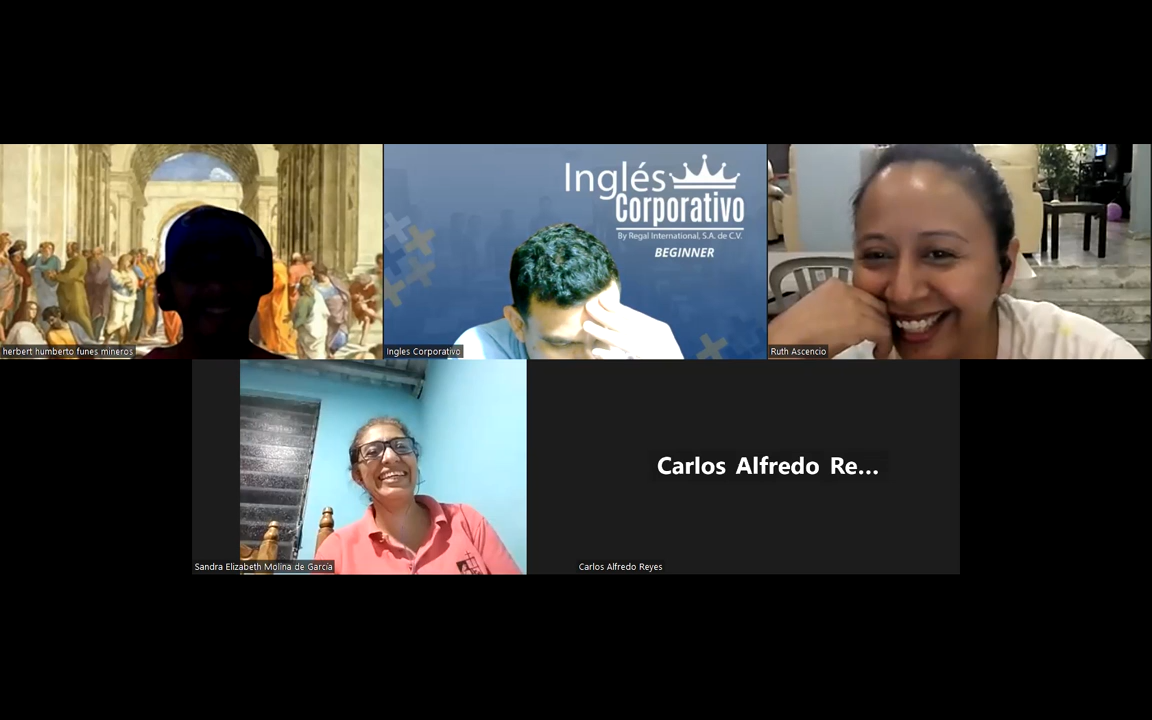 Inglés
Corporativo
By Regal International, S.A. de C.V.
BEGINNER
herbert humberto funes mineros
Ingles Corporativo
Ruth Ascencio
Carlos Alfredo Re...
Sandra Elizabeth Molina de García
Carlos Alfredo Reyes